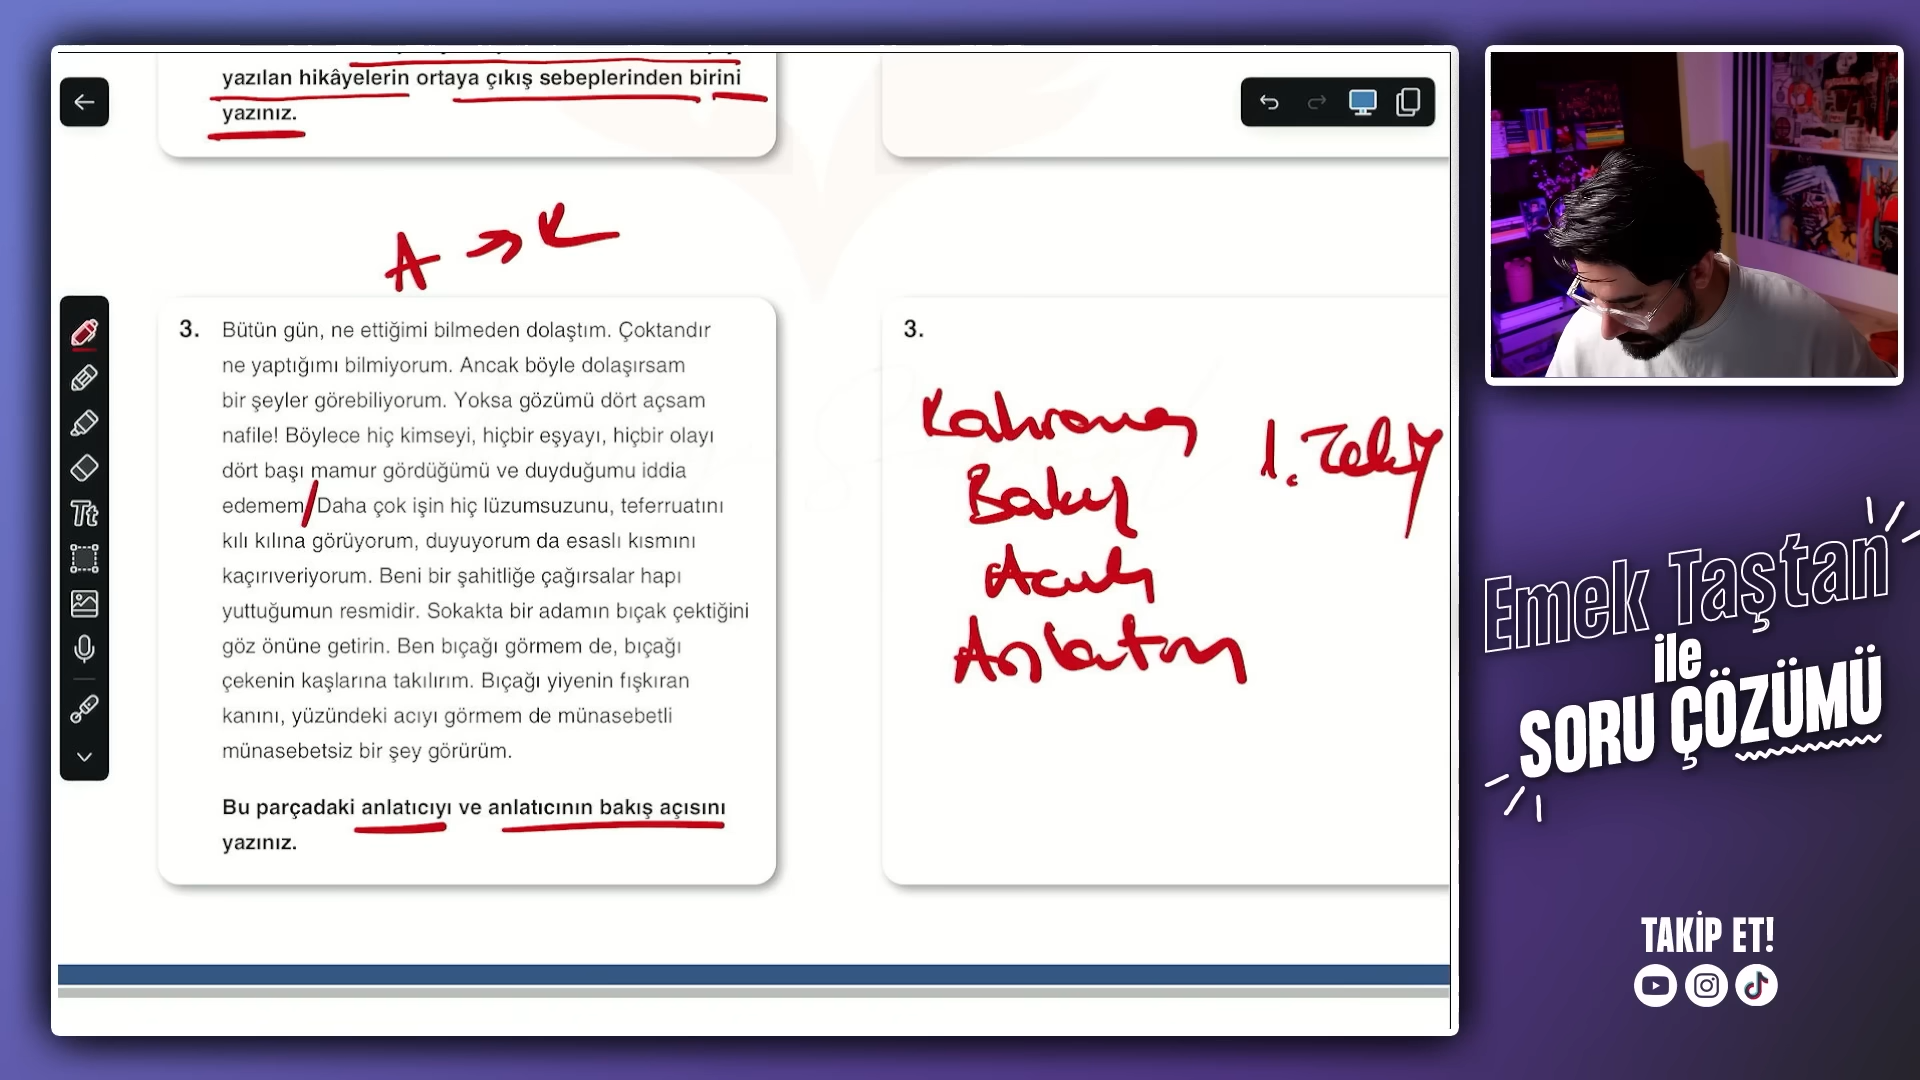 yazılan hikâyelerin ortaya çıkış sebeplerinden birini
yazınız.
A → K
3. Bütün gün, ne ettiğimi bilmeden dolaştım. Çoktandır
ne yaptığımı bilmiyorum. Ancak böyle dolaşırsam
bir şeyler görebiliyorum. Yoksa gözümü dört açsam
nafile! Böylece hiç kimseyi, hiçbir eşyayı, hiçbir olayı
dört başı mamur gördüğümü ve duyduğumu iddia
edemem/Daha çok işin hiç lüzumsuzunu, teferruatını
kılı kılına görüyorum, duyuyorum da esaslı kısmını
kaçırıveriyorum. Beni bir şahitliğe çağırsalar hapı
yuttuğumun resmidir. Sokakta bir adamın bıçak çektiğini
göz önüne getirin. Ben bıçağı görmem de, bıçağı
çekenin kaşlarına takılırım. Bıçağı yiyenin fışkıran
kanını, yüzündeki acıyı görmem de münasebetli
münasebetsiz bir şey görürüm.
Bu parçadaki anlatıcıyı ve anlatıcının bakış açısını
yazınız.
3.
Kahraman
Bakış
Açılı
Anlatım
1. Tekil
Tt
Emek Taştan
ile
SORU ÇÖZÜMÜ
TAKİP ET!